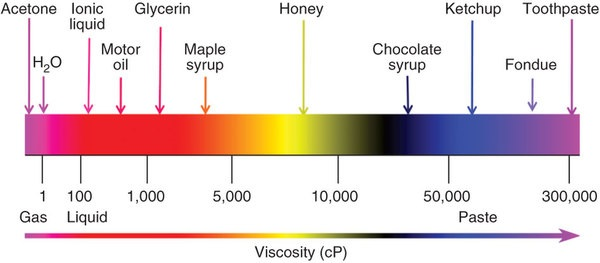 Acetone
Ionic
liquid
Glycerin
Honey
Ketchup
Toothpaste
H₂O
Motor
oil
Maple
syrup
Chocolate
syrup
Fondue
1
100
1,000
5,000
10,000
50,000
300,000
Gas
Liquid
Paste
Viscosity (cP)